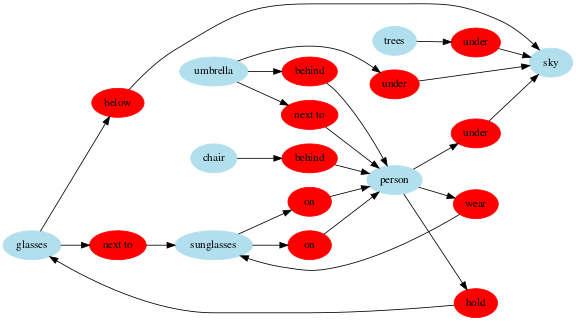 trees
under
sky
umbrella
behind
under
below
next to
under
chair
behind
person
on
wear
glasses
next to
sunglasses
on
hold